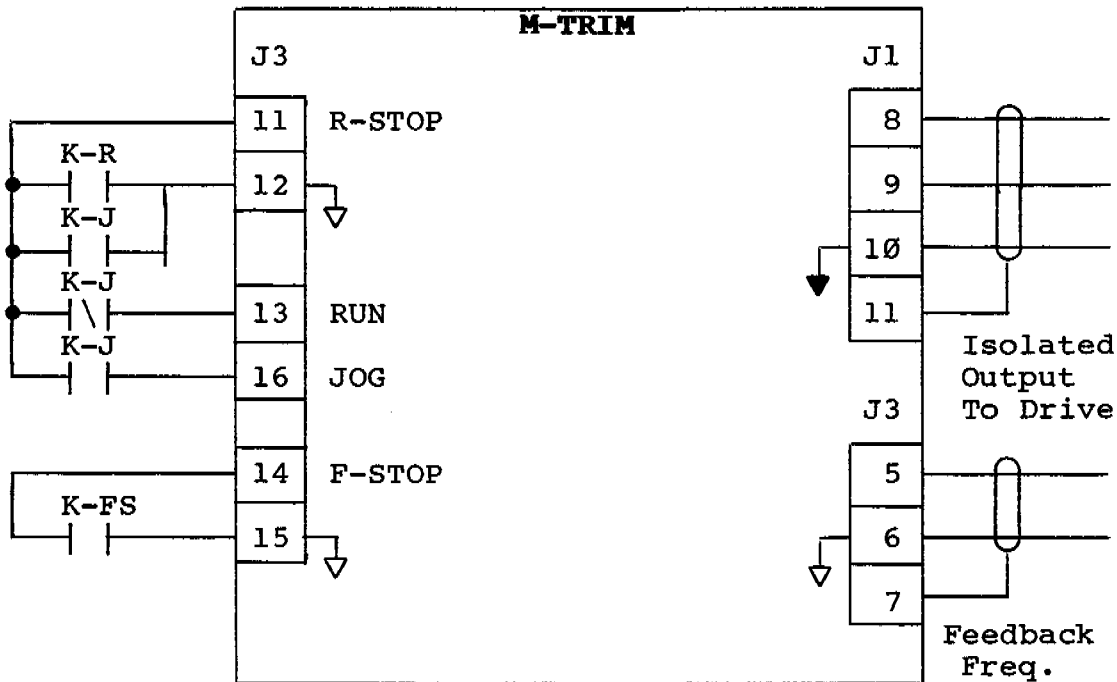 M-TRIM
J3
11 R-STOP
K-R
12
K-J
K-J
13 RUN
K-J
16 JOG
14 F-STOP
K-FS
15
J1
8
9
10
11
Isolated
Output
To Drive
J3
5
6
7
Feedback
Freq.